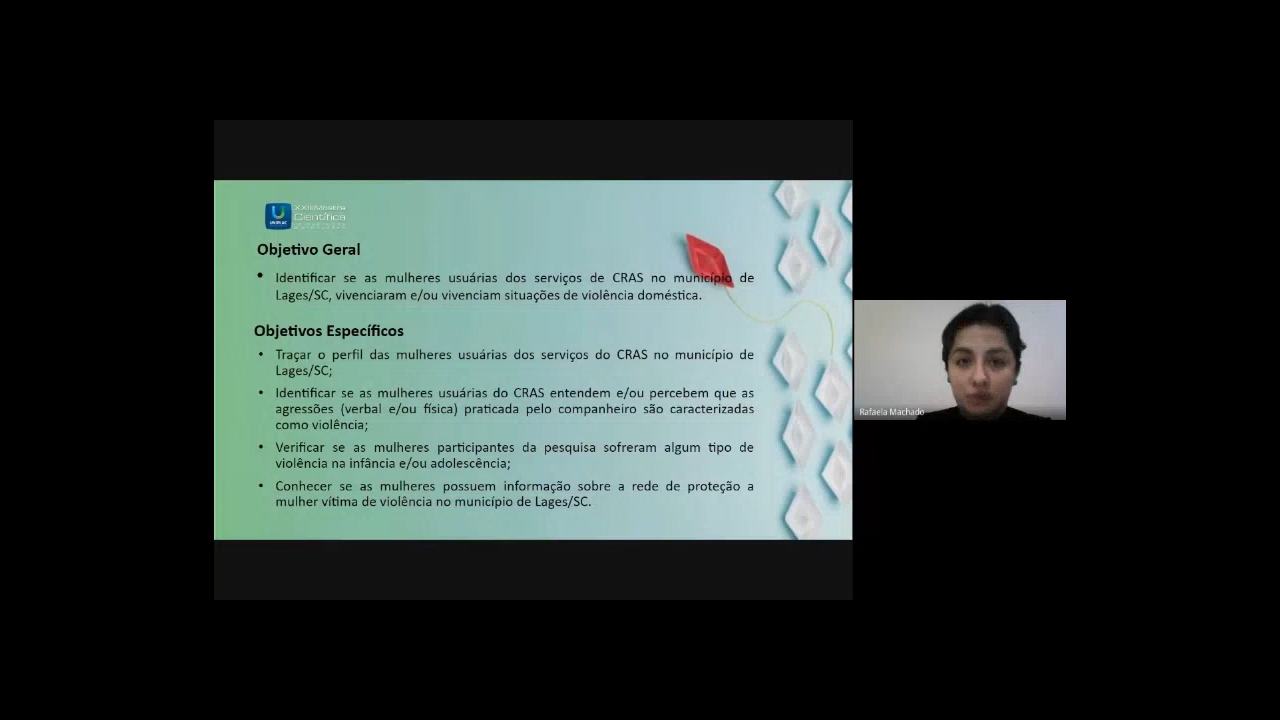 UNIPLAC
XXIII Mostra
Científica
Objetivo Geral
• Identificar se as mulheres usuárias dos serviços de CRAS no município de
Lages/SC, vivenciaram e/ou vivenciam situações de violência doméstica.
Objetivos Específicos
• Traçar o perfil das mulheres usuárias dos serviços do CRAS no município de
Lages/SC;
• Identificar se as mulheres usuárias do CRAS entendem e/ou percebem que as
agressões (verbal e/ou física) praticada pelo companheiro são caracterizadas
como violência;
• Verificar se as mulheres participantes da pesquisa sofreram algum tipo de
violência na infância e/ou adolescência;
• Conhecer se as mulheres possuem informação sobre a rede de proteção a
mulher vítima de violência no município de Lages/SC.
Rafaela Machado